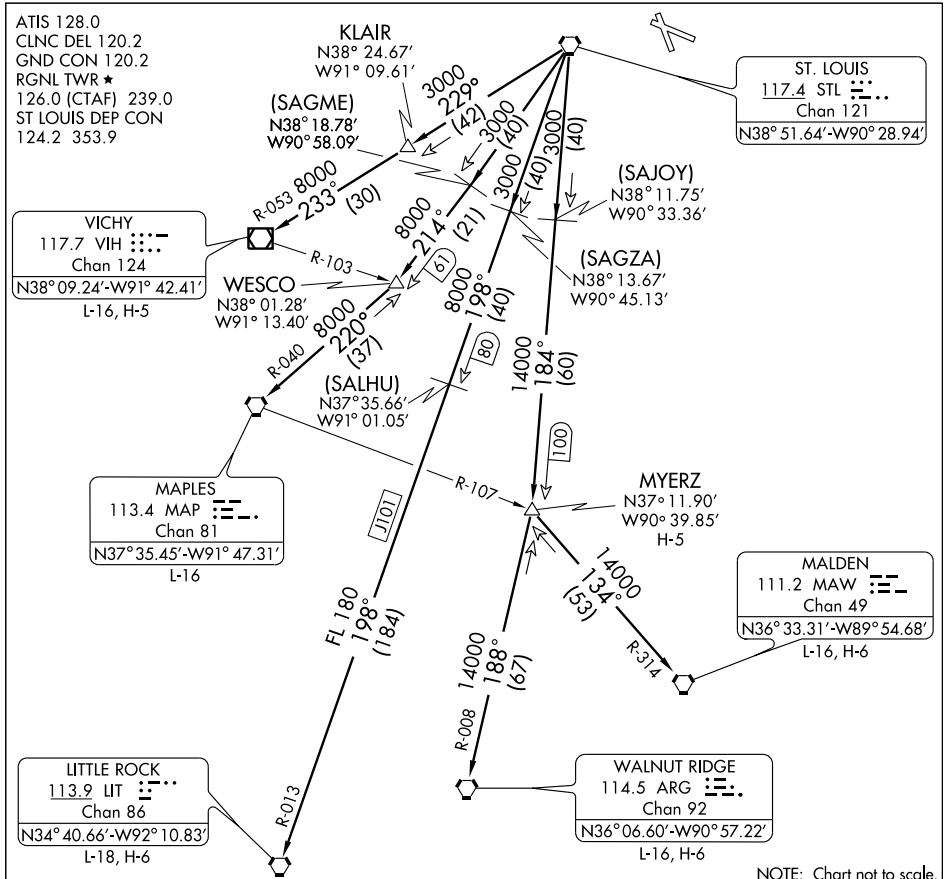 ATIS 128.0
CLNC DEL 120.2
GND CON 120.2
RGNL TWR ★
126.0 (CTAF) 239.0
ST LOUIS DEP CON
124.2 353.9
KLAIR
N38° 24.67'
W91° 09.61'
(SAGME)
N38° 18.78'
W90° 58.09'
3000
229°
(42)
3000
(40)
3000
(40)
3000
(40)
ST. LOUIS
117.4 STL
Chan 121
N38° 51.64'-W90° 28.94'
(SAJOY)
N38° 11.75'
W90° 33.36'
(SAGZA)
N38° 13.67'
W90° 45.13'
R-053
8000
233°
(30)
VICHY
117.7 VIH
Chan 124
N38° 09.24'-W91° 42.41'
L-16, H-5
R-103
8000
214°
(21)
61
WESCO
N38° 01.28'
W91° 13.40'
8000
198°
(40)
80
14000
184°
(60)
100
R-040
8000
220°
(37)
(SALHU)
N37° 35.66'
W91° 01.05'
MAPLES
113.4 MAP
Chan 81
N37° 35.45'-W91° 47.31'
L-16
R-107
J101
MYERZ
N37° 11.90'
W90° 39.85'
H-5
14000
134°
(53)
R-314
MALDEN
111.2 MAW
Chan 49
N36° 33.31'-W89° 54.68'
L-16, H-6
FL 180
198°
(184)
R-013
14000
188°
(67)
R-008
LITTLE ROCK
113.9 LIT
Chan 86
N34° 40.66'-W92° 10.83'
L-18, H-6
WALNUT RIDGE
114.5 ARG
Chan 92
N36° 06.60'-W90° 57.22'
L-16, H-6
NOTE: Chart not to scale.